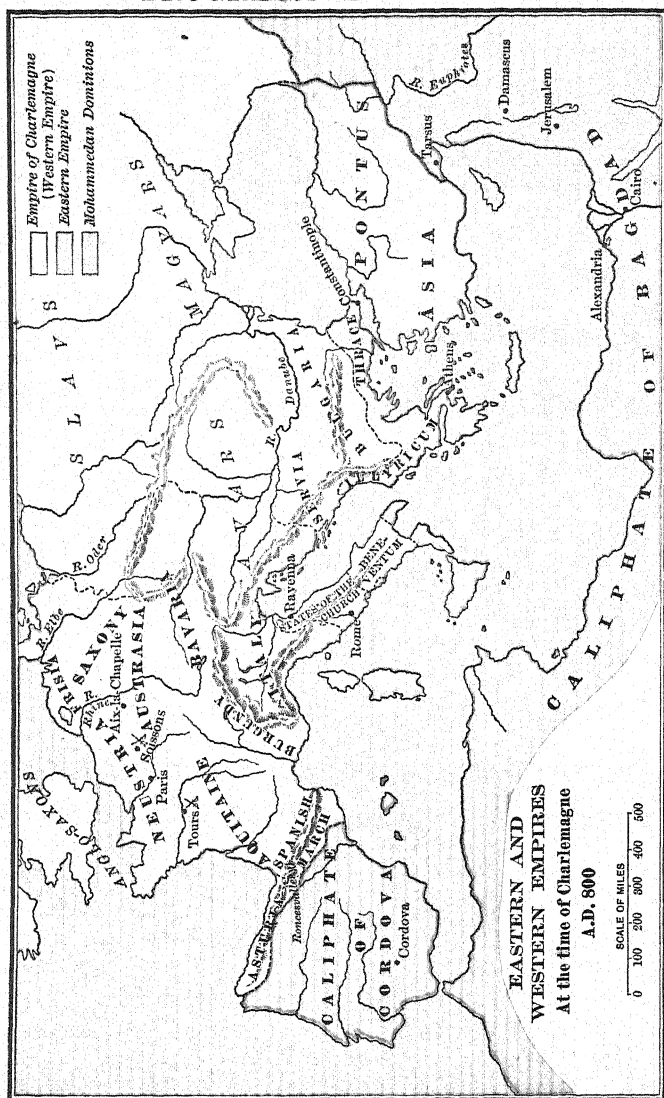 Empire of Charlemagne
(Western Empire)
Eastern Empire
Mohammedan Dominions
SLAVS
MAGYARS
ANGLO-SAXONS
FRISIA
SAXONY
R. Elbe
R. Oder
Rhine R.
Aix-la-Chapelle
AUSTRASIA
NEUSTRIA
Soissons
Paris
Tours
AQUITAINE
BURGUNDY
BAVARIA
ITALY
AVARS
R. Danube
SERVIA
BULGARIA
ILLYRICUM
THRACE
Constantinople
PONTUS
ASIA
Athens
Tarsus
R. Euphrates
Damascus
Jerusalem
Cairo
Alexandria
Ravenna
STATES OF THE CHURCH
BENEVENTUM
Rome
SPANISH MARCH
Roncesvalles
CALIPHATE OF CORDOVA
Cordova
CALIPHATE OF BAGDAD
EASTERN AND
WESTERN EMPIRES
At the time of Charlemagne
A.D. 800
SCALE OF MILES
0 100 200 300 400 500